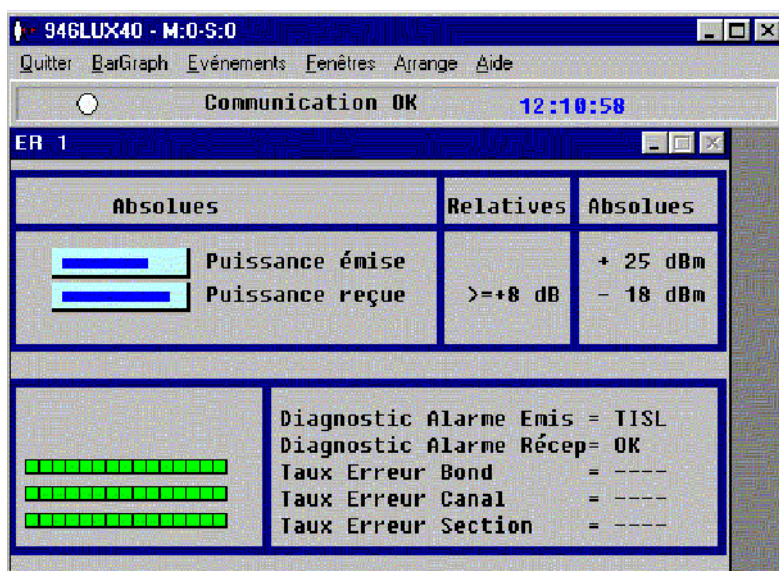 946LUX40 - M:0-S:0
Quitter BarGraph Evénements Fenêtres Arrange Aide
Communication OK 12:10:58
ER 1
Absolues Relatives Absolues
Puissance émise + 25 dBm
Puissance reçue >=+8 dB - 18 dBm
Diagnostic Alarme Emis = TISL
Diagnostic Alarme Récep= OK
Taux Erreur Bond = ----
Taux Erreur Canal = ----
Taux Erreur Section = ----